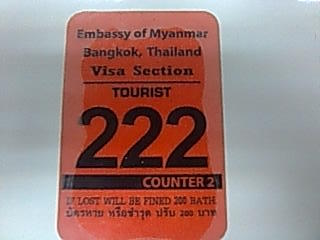 Embassy of Myanmar
Bangkok, Thailand
Visa Section
TOURIST
222
COUNTER 2
IF LOST WILL BE FINED 200 BATH
บัตรหาย หรือชำรุด ปรับ 200 บาท